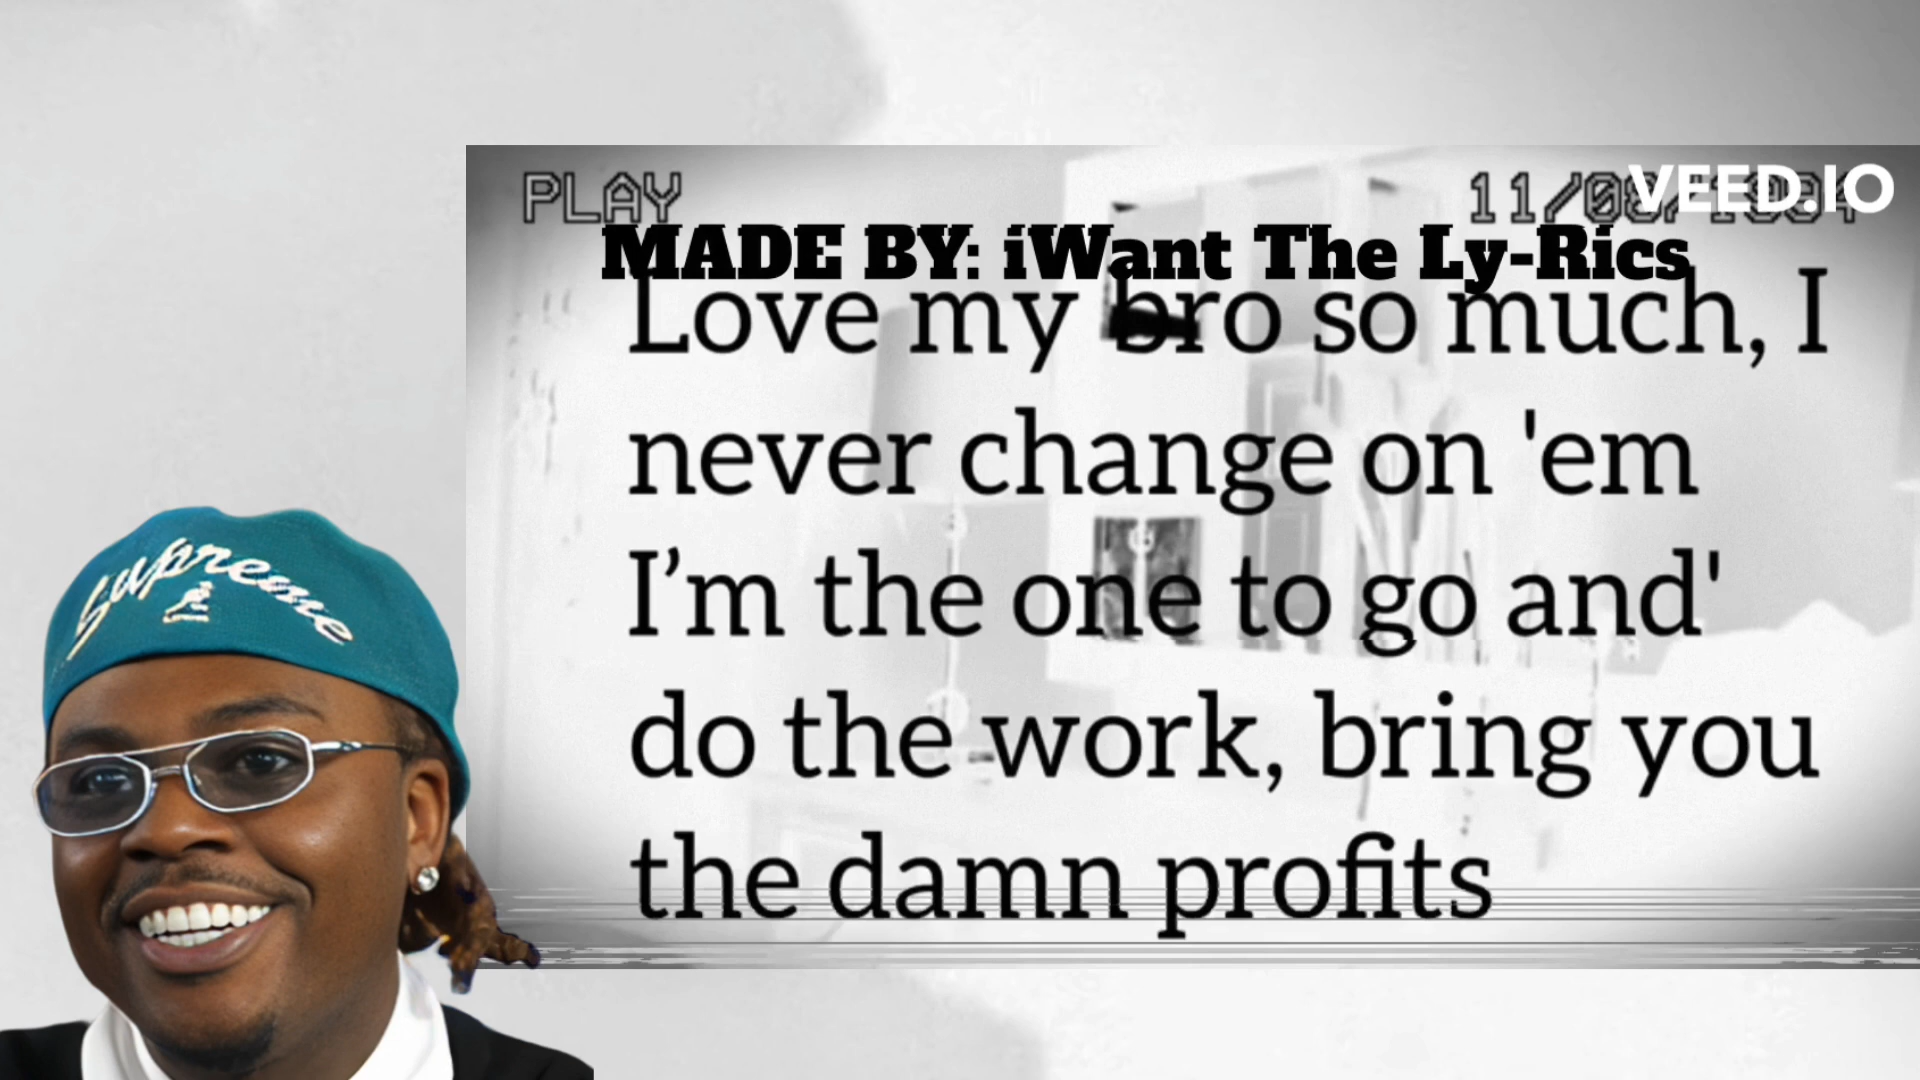 PLAY
VEED.IO
MADE BY: iWant The Ly-Rics
Love my bro so much, I
never change on 'em
I’m the one to go and'
do the work, bring you
the damn profits
Supreme